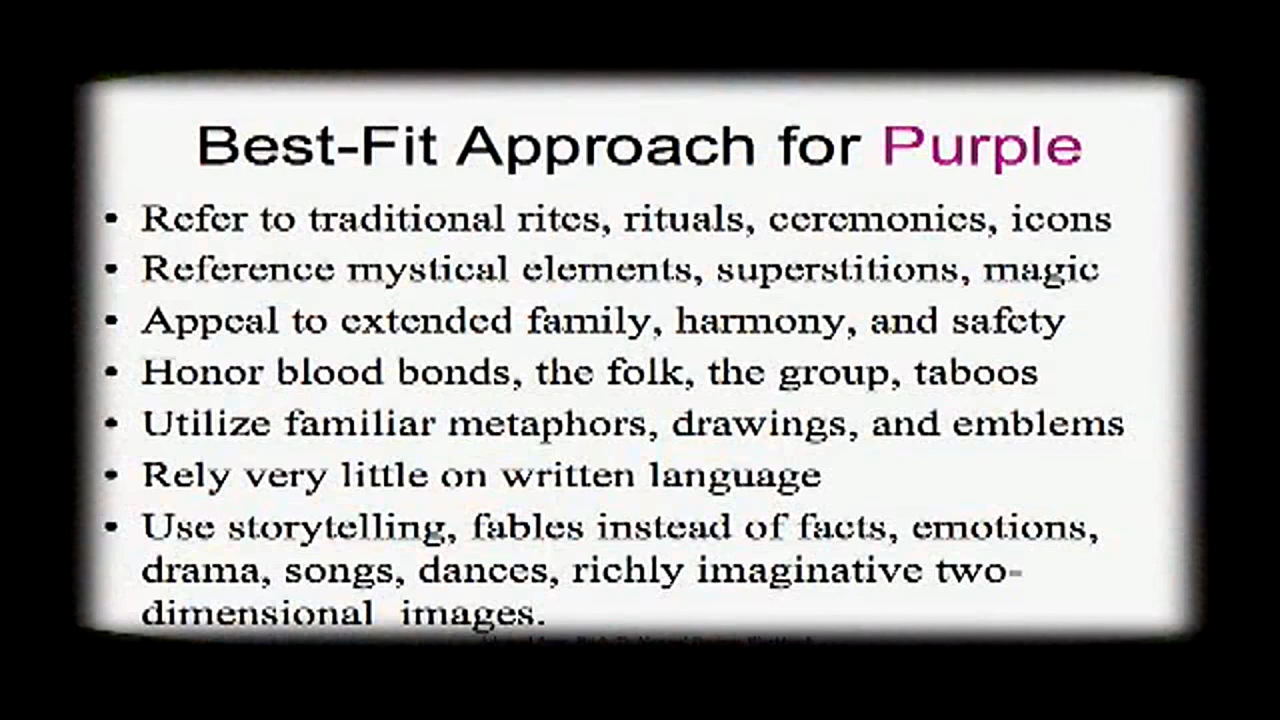 Best-Fit Approach for Purple
• Refer to traditional rites, rituals, ceremonies, icons
• Reference mystical elements, superstitions, magic
• Appeal to extended family, harmony, and safety
• Honor blood bonds, the folk, the group, taboos
• Utilize familiar metaphors, drawings, and emblems
• Rely very little on written language
• Use storytelling, fables instead of facts, emotions,
drama, songs, dances, richly imaginative two-
dimensional images.